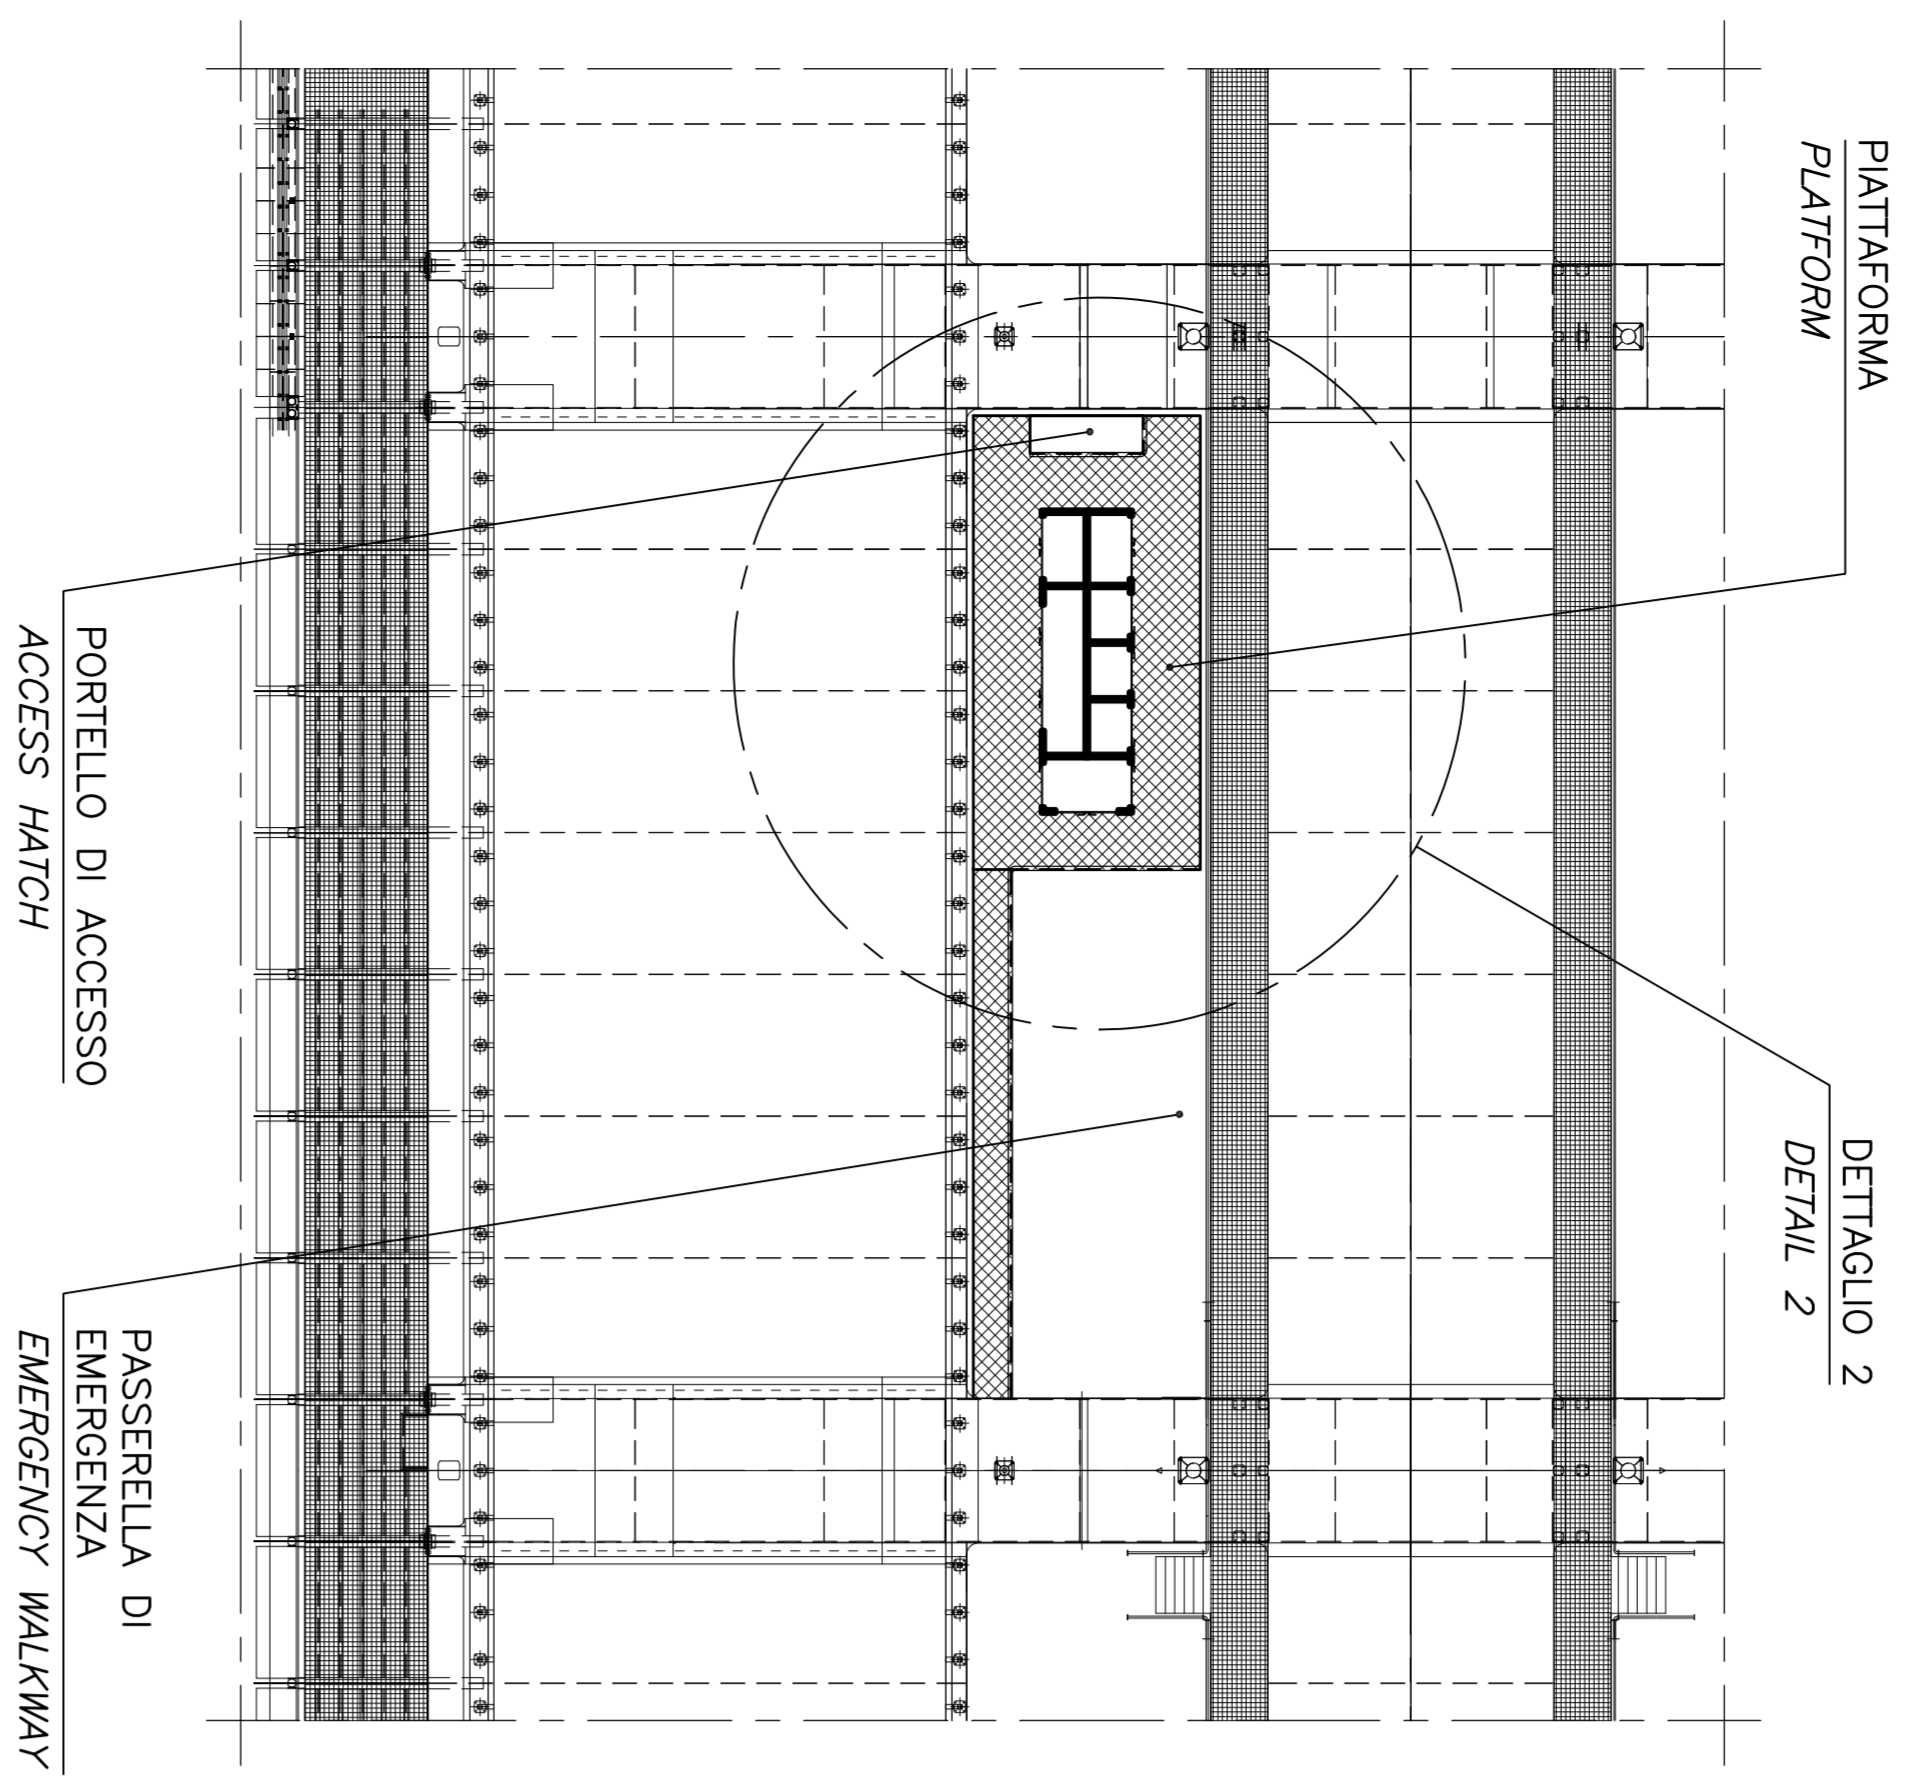 PIATTAFORMA
PLATFORM
DETTAGLIO 2
DETAIL 2
PORTELLO DI ACCESSO
ACCESS HATCH
PASSERELLA DI
EMERGENZA
EMERGENCY WALKWAY